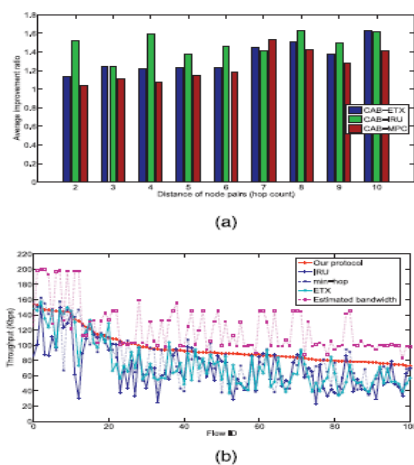 1.8
1.6
1.4
1.2
1
0.8
0.6
0.4
0.2
0
Average improvement ratio
CAB-ETX
CAB-IRU
CAB-MPC
2 3 4 5 6 7 8 9 10
Distance of node pairs (hop count)
(a)
220
200
180
160
140
120
100
80
60
40
20
0
Throughput (Kbps)
Our protocol
IRU
min-hop
ETX
Estimated bandwidth
0 20 40 60 80 100
Flow ID
(b)